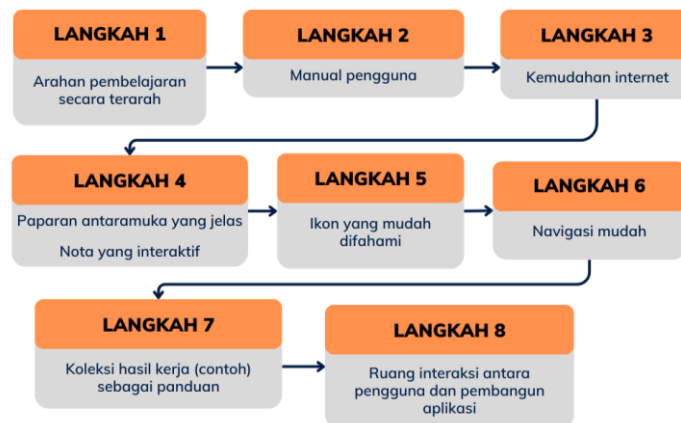 LANGKAH 1
Arahan pembelajaran
secara terarah
LANGKAH 2
Manual pengguna
LANGKAH 3
Kemudahan internet
LANGKAH 4
Paparan antaramuka yang jelas
Nota yang interaktif
LANGKAH 5
Ikon yang mudah
difahami
LANGKAH 6
Navigasi mudah
LANGKAH 7
Koleksi hasil kerja (contoh)
sebagai panduan
LANGKAH 8
Ruang interaksi antara
pengguna dan pembangun
aplikasi